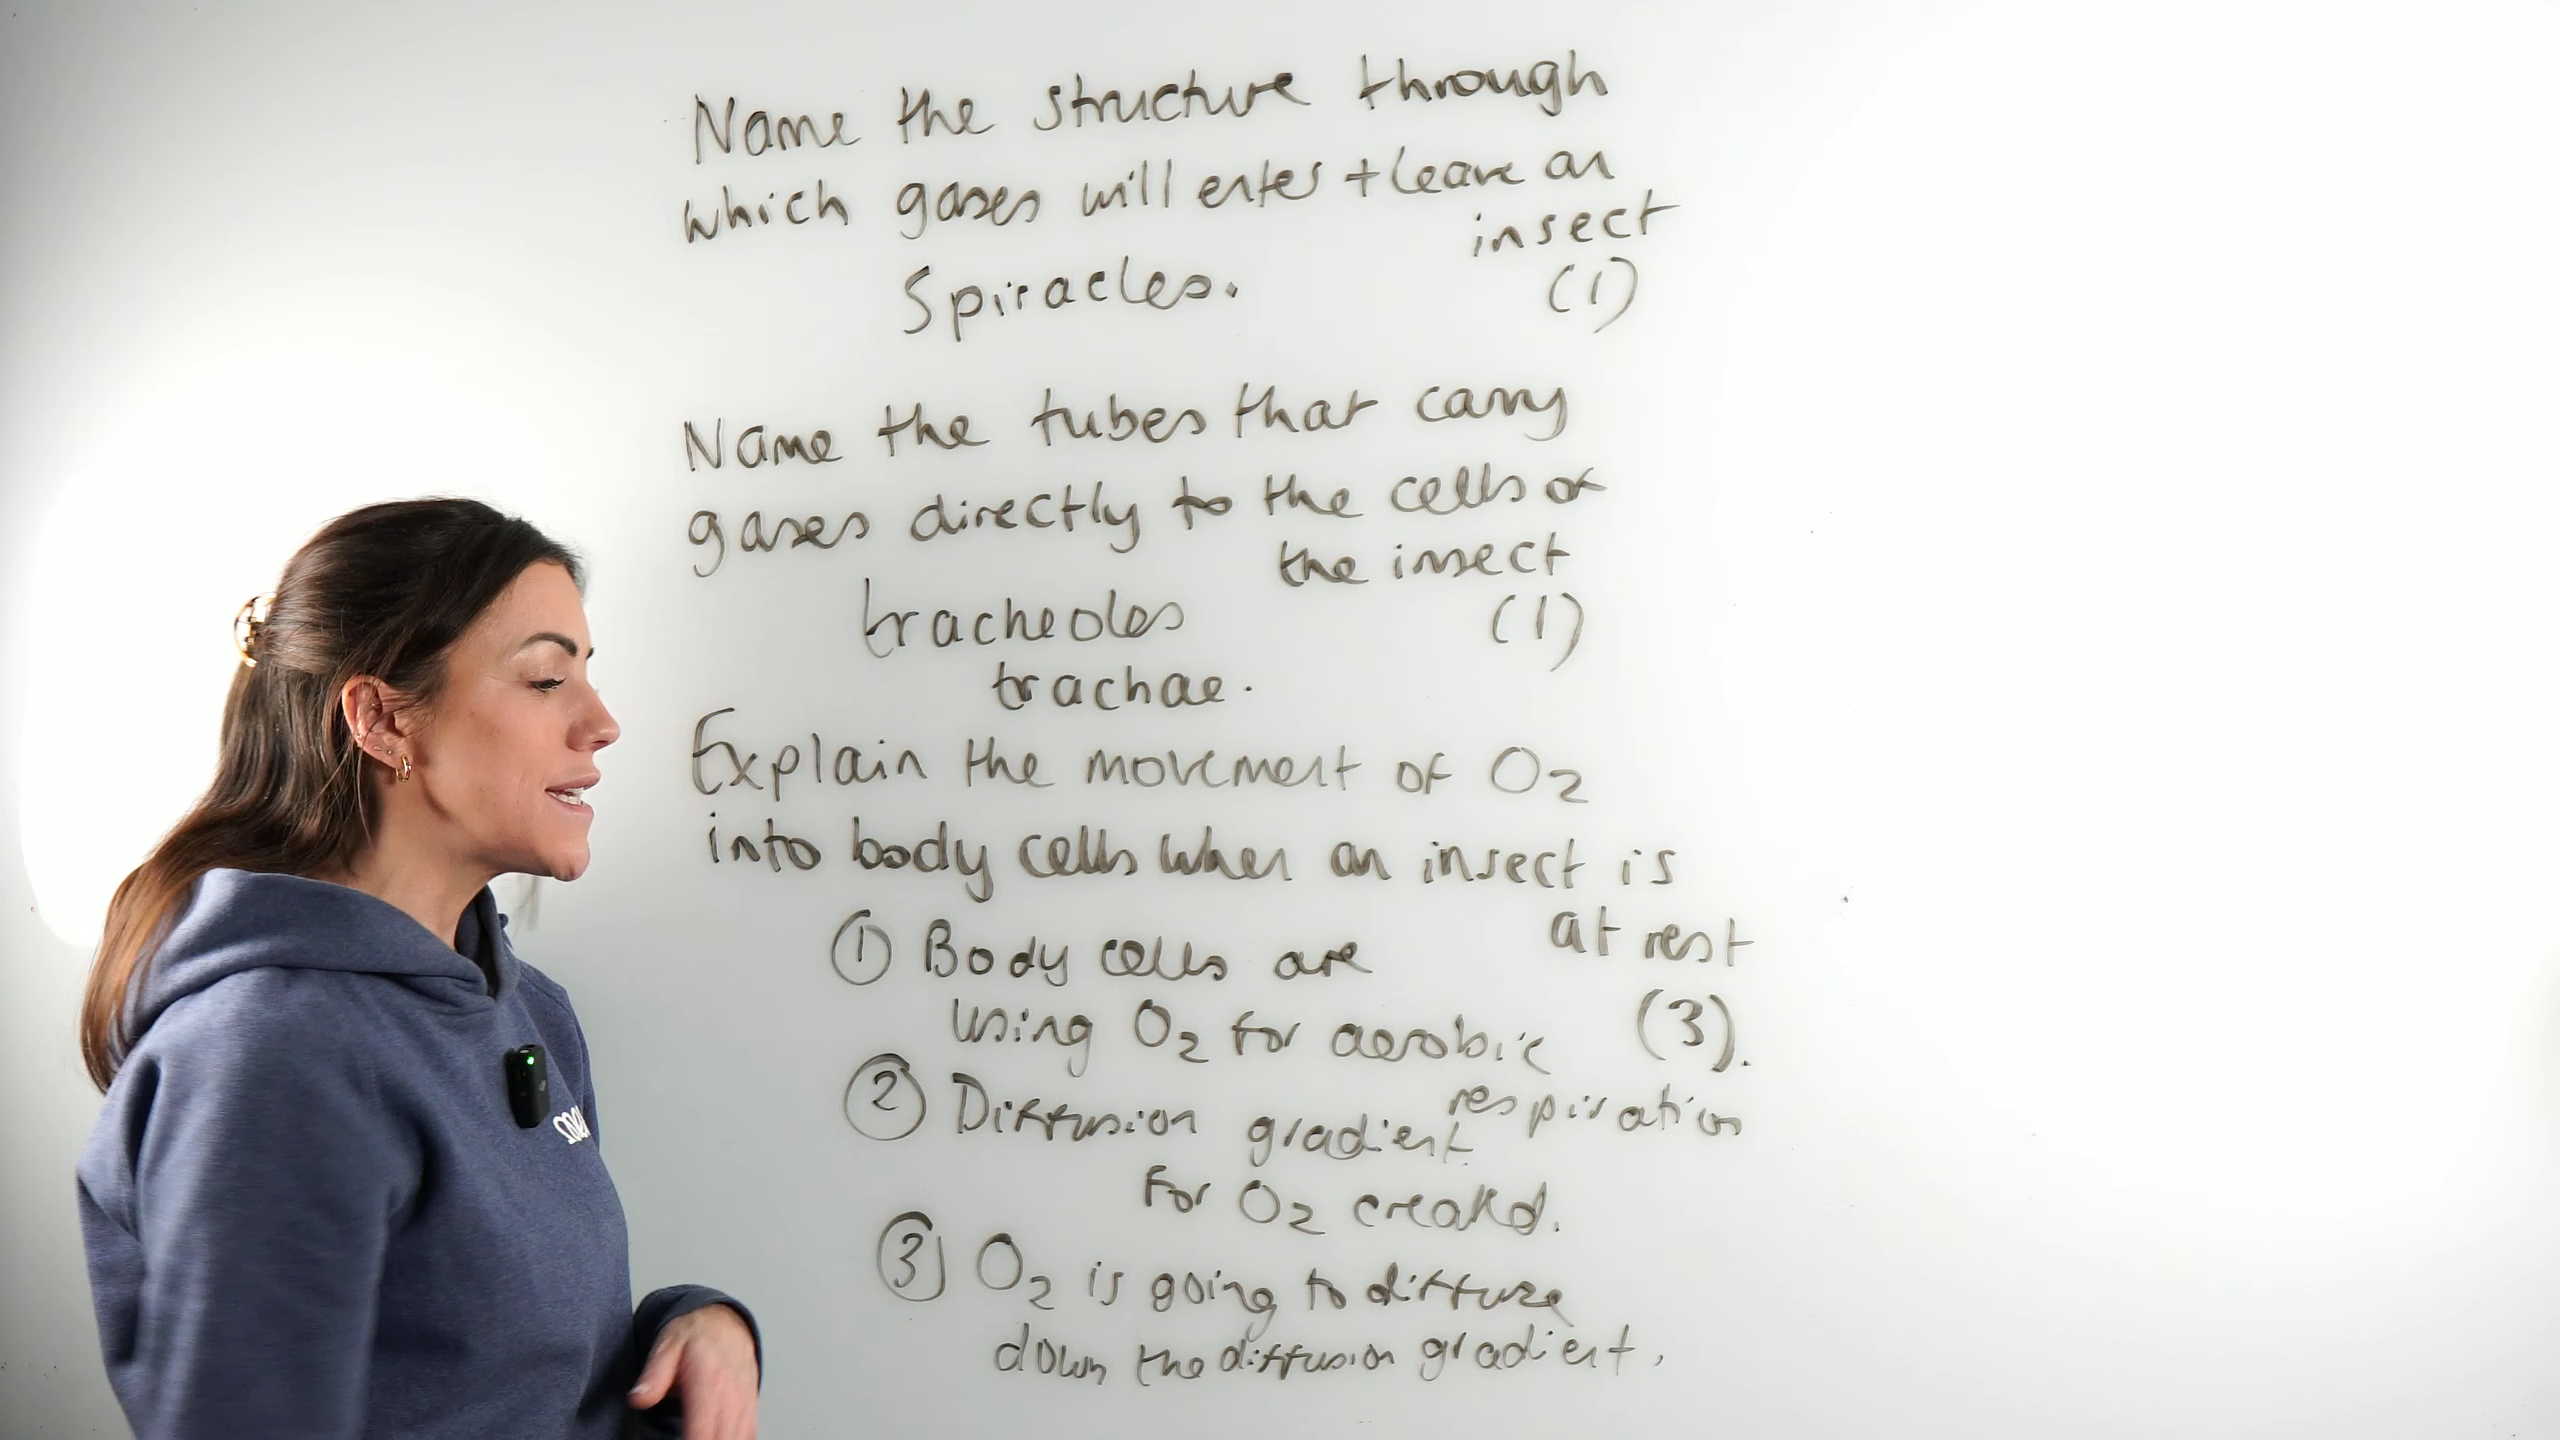 Name the structure through
which gases will enter + leave an
insect
Spiracles.
(1)
Name the tubes that carry
gases directly to the cells of
the insect
tracheoles
(1)
trachae.
Explain the movement of O2
into body cells when an insect is
at rest
(3).
① Body cells are
using O2 for aerobic
respiration
② Diffusion gradient
for O2 created.
③ O2 is going to diffuse
down the diffusion gradient.